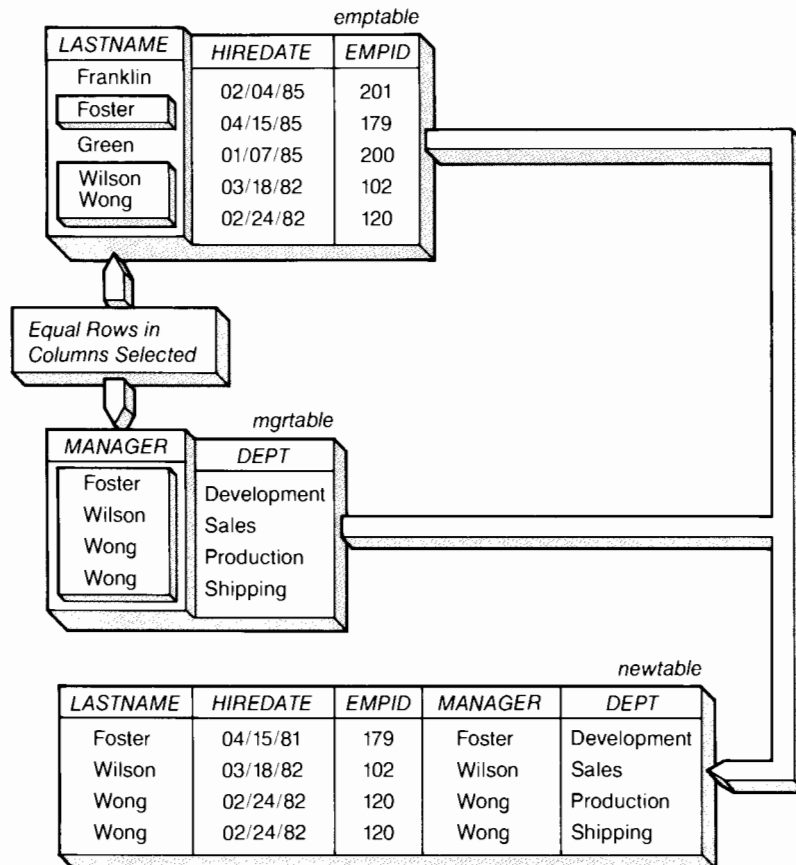 emptable
LASTNAME HIREDATE EMPID
Franklin 02/04/85 201
Foster 04/15/85 179
Green 01/07/85 200
Wilson 03/18/82 102
Wong 02/24/82 120
Equal Rows in
Columns Selected
mgrtable
MANAGER DEPT
Foster Development
Wilson Sales
Wong Production
Wong Shipping
newtable
LASTNAME HIREDATE EMPID MANAGER DEPT
Foster 04/15/81 179 Foster Development
Wilson 03/18/82 102 Wilson Sales
Wong 02/24/82 120 Wong Production
Wong 02/24/82 120 Wong Shipping